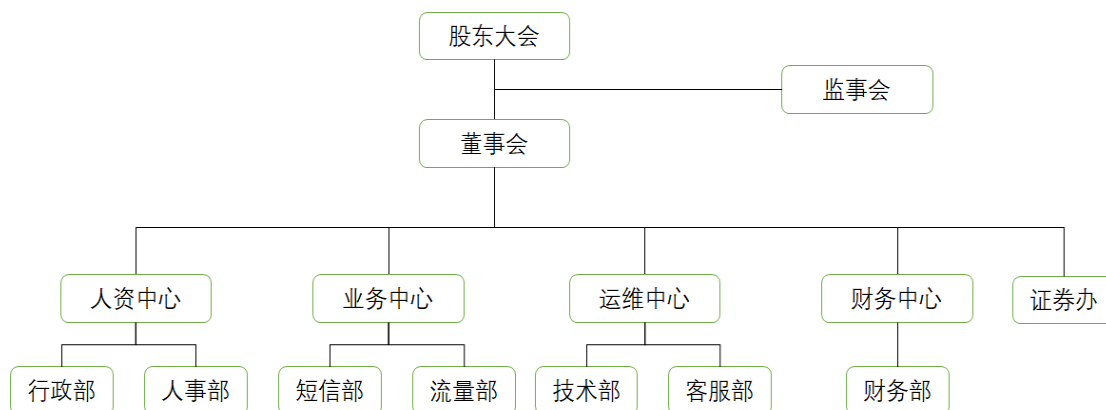 股东大会
监事会
董事会
人资中心
业务中心
运维中心
财务中心
证券办
行政部
人事部
短信部
流量部
技术部
客服部
财务部